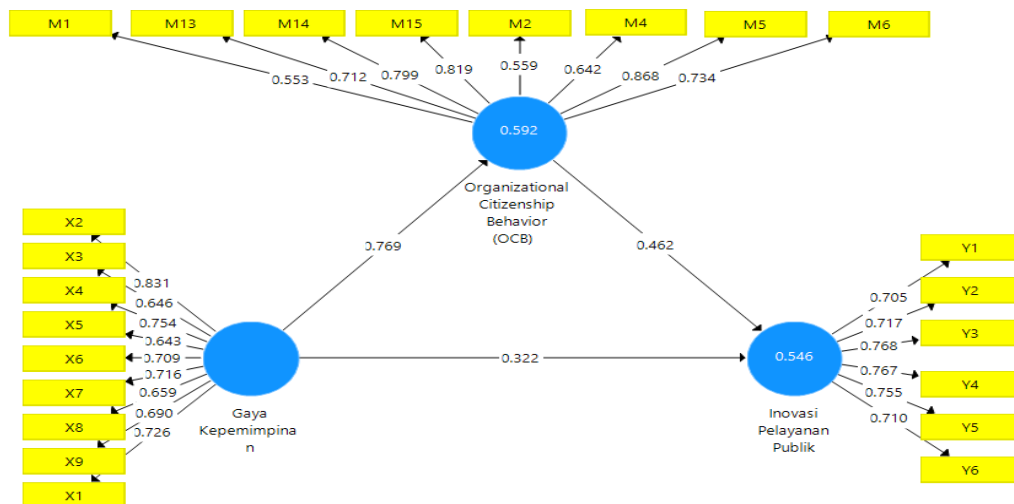 M1 M13 M14 M15 M2 M4 M5 M6
0.553 0.712 0.799 0.819 0.559 0.642 0.868 0.734
0.592
Organizational
Citizenship
Behavior
(OCB)
0.769
0.462
X2
X3
X4
X5
X6
X7
X8
X9
X1
0.831
0.646
0.754
0.643
0.709
0.716
0.659
0.690
0.726
Gaya
Kepemimpina
n
0.322
0.546
Inovasi
Pelayanan
Publik
0.705
0.717
0.768
0.767
0.755
0.710
Y1
Y2
Y3
Y4
Y5
Y6